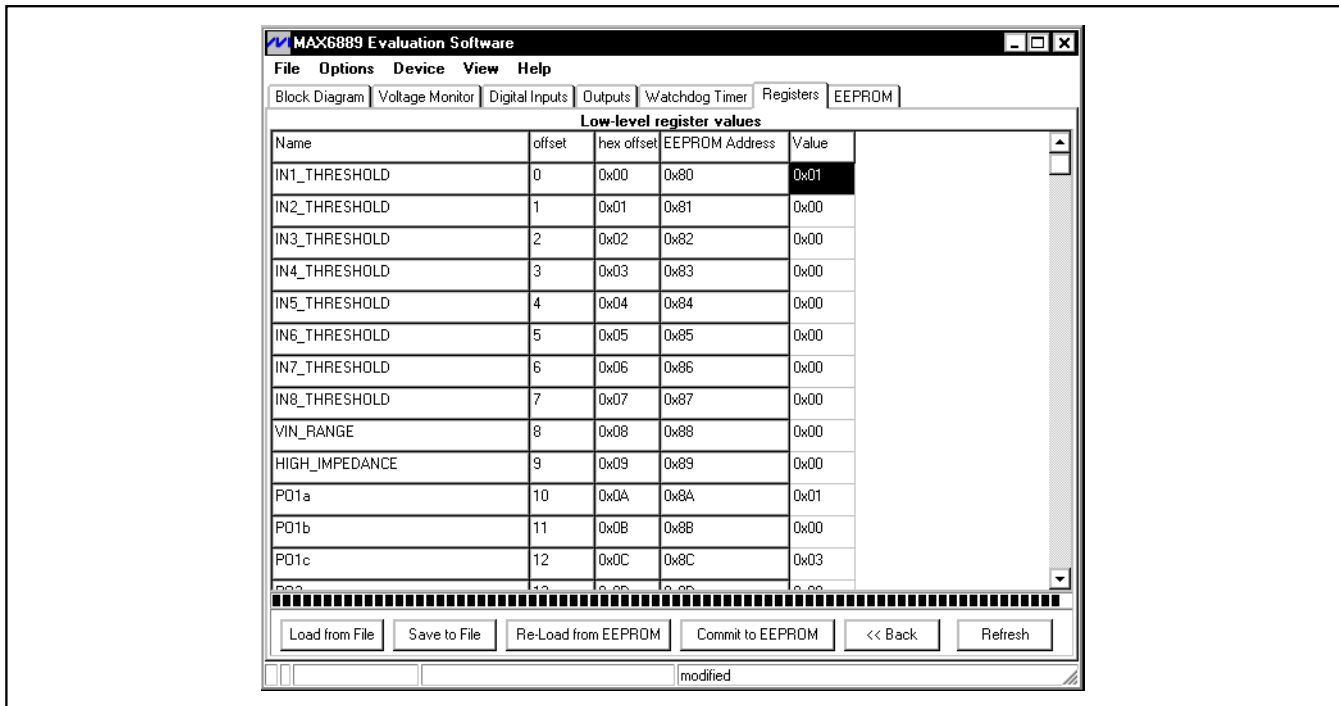 MAX6889 Evaluation Software
File Options Device View Help
Block Diagram Voltage Monitor Digital Inputs Outputs Watchdog Timer Registers EEPROM
Low-level register values
Name offset hex offset EEPROM Address Value
IN1_THRESHOLD 0 0x00 0x80 0x01
IN2_THRESHOLD 1 0x01 0x81 0x00
IN3_THRESHOLD 2 0x02 0x82 0x00
IN4_THRESHOLD 3 0x03 0x83 0x00
IN5_THRESHOLD 4 0x04 0x84 0x00
IN6_THRESHOLD 5 0x05 0x85 0x00
IN7_THRESHOLD 6 0x06 0x86 0x00
IN8_THRESHOLD 7 0x07 0x87 0x00
VIN_RANGE 8 0x08 0x88 0x00
HIGH_IMPEDANCE 9 0x09 0x89 0x00
PO1a 10 0x0A 0x8A 0x01
PO1b 11 0x0B 0x8B 0x00
PO1c 12 0x0C 0x8C 0x03
Load from File Save to File Re-Load from EEPROM Commit to EEPROM << Back Refresh
modified